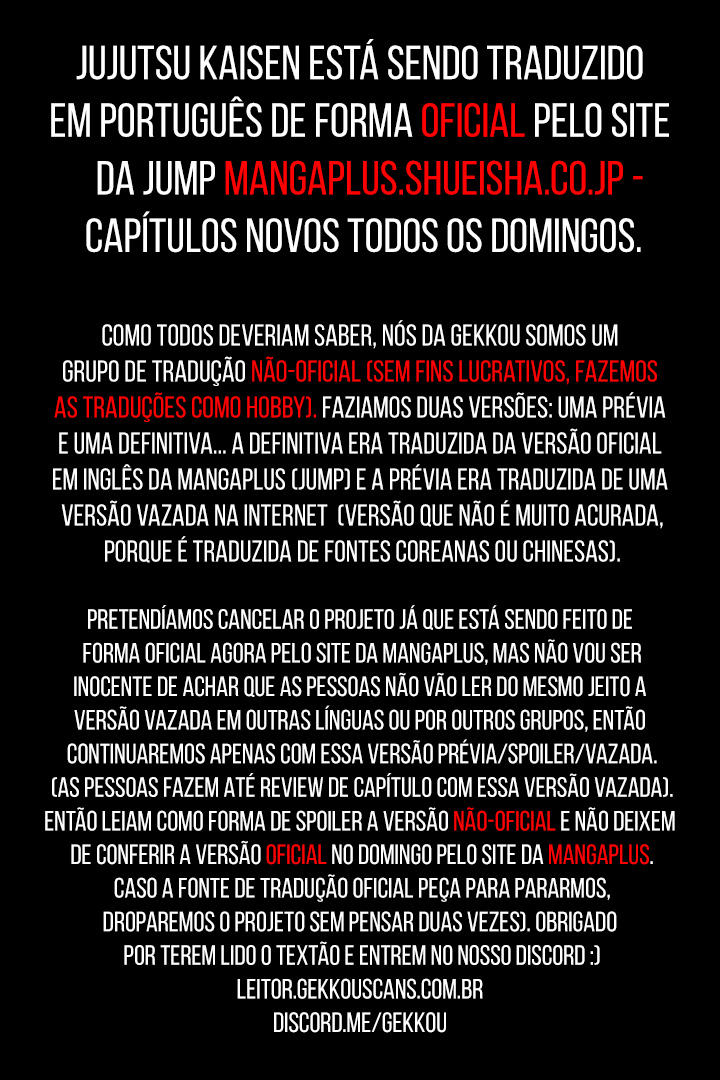 JUJUTSU KAISEN ESTÁ SENDO TRADUZIDO
EM PORTUGUÊS DE FORMA OFICIAL PELO SITE
DA JUMP MANGAPLUS.SHUEISHA.CO.JP -
CAPÍTULOS NOVOS TODOS OS DOMINGOS.
COMO TODOS DEVERIAM SABER, NÓS DA GEKKOU SOMOS UM
GRUPO DE TRADUÇÃO NÃO-OFICIAL (SEM FINS LUCRATIVOS, FAZEMOS
AS TRADUÇÕES COMO HOBBY). FAZIAMOS DUAS VERSÕES: UMA PRÉVIA
E UMA DEFINITIVA... A DEFINITIVA ERA TRADUZIDA DA VERSÃO OFICIAL
EM INGLÊS DA MANGAPLUS (JUMP) E A PRÉVIA ERA TRADUZIDA DE UMA
VERSÃO VAZADA NA INTERNET (VERSÃO QUE NÃO É MUITO ACURADA,
PORQUE É TRADUZIDA DE FONTES COREANAS OU CHINESAS).
PRETENDÍAMOS CANCELAR O PROJETO JÁ QUE ESTÁ SENDO FEITO DE
FORMA OFICIAL AGORA PELO SITE DA MANGAPLUS, MAS NÃO VOU SER
INOCENTE DE ACHAR QUE AS PESSOAS NÃO VÃO LER DO MESMO JEITO A
VERSÃO VAZADA EM OUTRAS LÍNGUAS OU POR OUTROS GRUPOS, ENTÃO
CONTINUAREMOS APENAS COM ESSA VERSÃO PRÉVIA/SPOILER/VAZADA.
(AS PESSOAS FAZEM ATÉ REVIEW DE CAPÍTULO COM ESSA VERSÃO VAZADA).
ENTÃO LEIAM COMO FORMA DE SPOILER A VERSÃO NÃO-OFICIAL E NÃO DEIXEM
DE CONFERIR A VERSÃO OFICIAL NO DOMINGO PELO SITE DA MANGAPLUS.
CASO A FONTE DE TRADUÇÃO OFICIAL PEÇA PARA PARARMOS,
DROPAREMOS O PROJETO SEM PENSAR DUAS VEZES). OBRIGADO
POR TEREM LIDO O TEXTÃO E ENTREM NO NOSSO DISCORD :)
LEITOR.GEKKOUSCANS.COM.BR
DISCORD.ME/GEKKOU